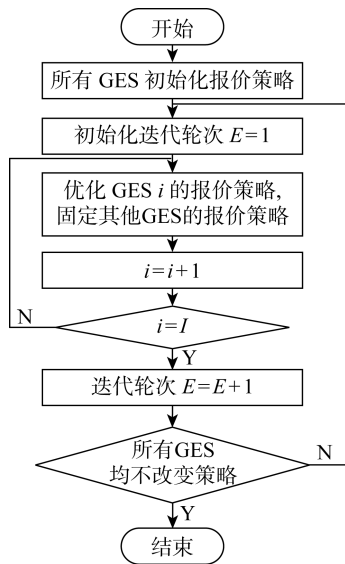 开始
所有 GES 初始化报价策略
初始化迭代轮次 E=1
优化 GES i 的报价策略,
固定其他GES的报价策略
i=i+1
N
i=I
Y
迭代轮次 E=E+1
所有GES
均不改变策略
N
Y
结束